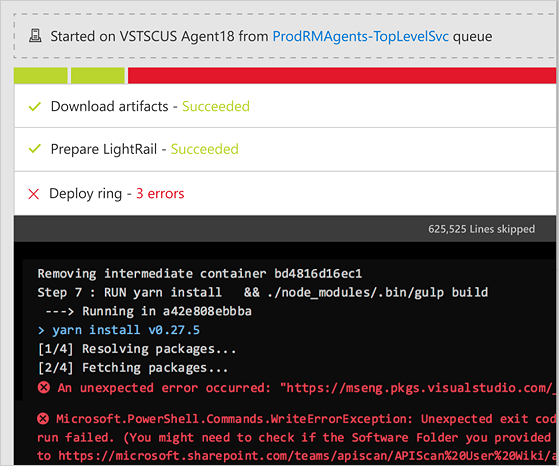 Started on VSTSCUS Agent18 from ProdRMAgents-TopLevelSvc queue
Download artifacts - Succeeded
Prepare LightRail - Succeeded
Deploy ring - 3 errors
625,525 Lines skipped
Removing intermediate container bd4816d16ec1
Step 7 : RUN yarn install && ./node_modules/.bin/gulp build
---> Running in a42e808ebbba
> yarn install v0.27.5
[1/4] Resolving packages...
[2/4] Fetching packages...
An unexpected error occurred: "https://mseng.pkgs.visualstudio.com/_
Microsoft.PowerShell.Commands.WriteErrorException: Unexpected exit cod
run failed. (You might need to check if the Software Folder you provided
to https://microsoft.sharepoint.com/teams/apiscan/APIScan%20User%20Wiki/a